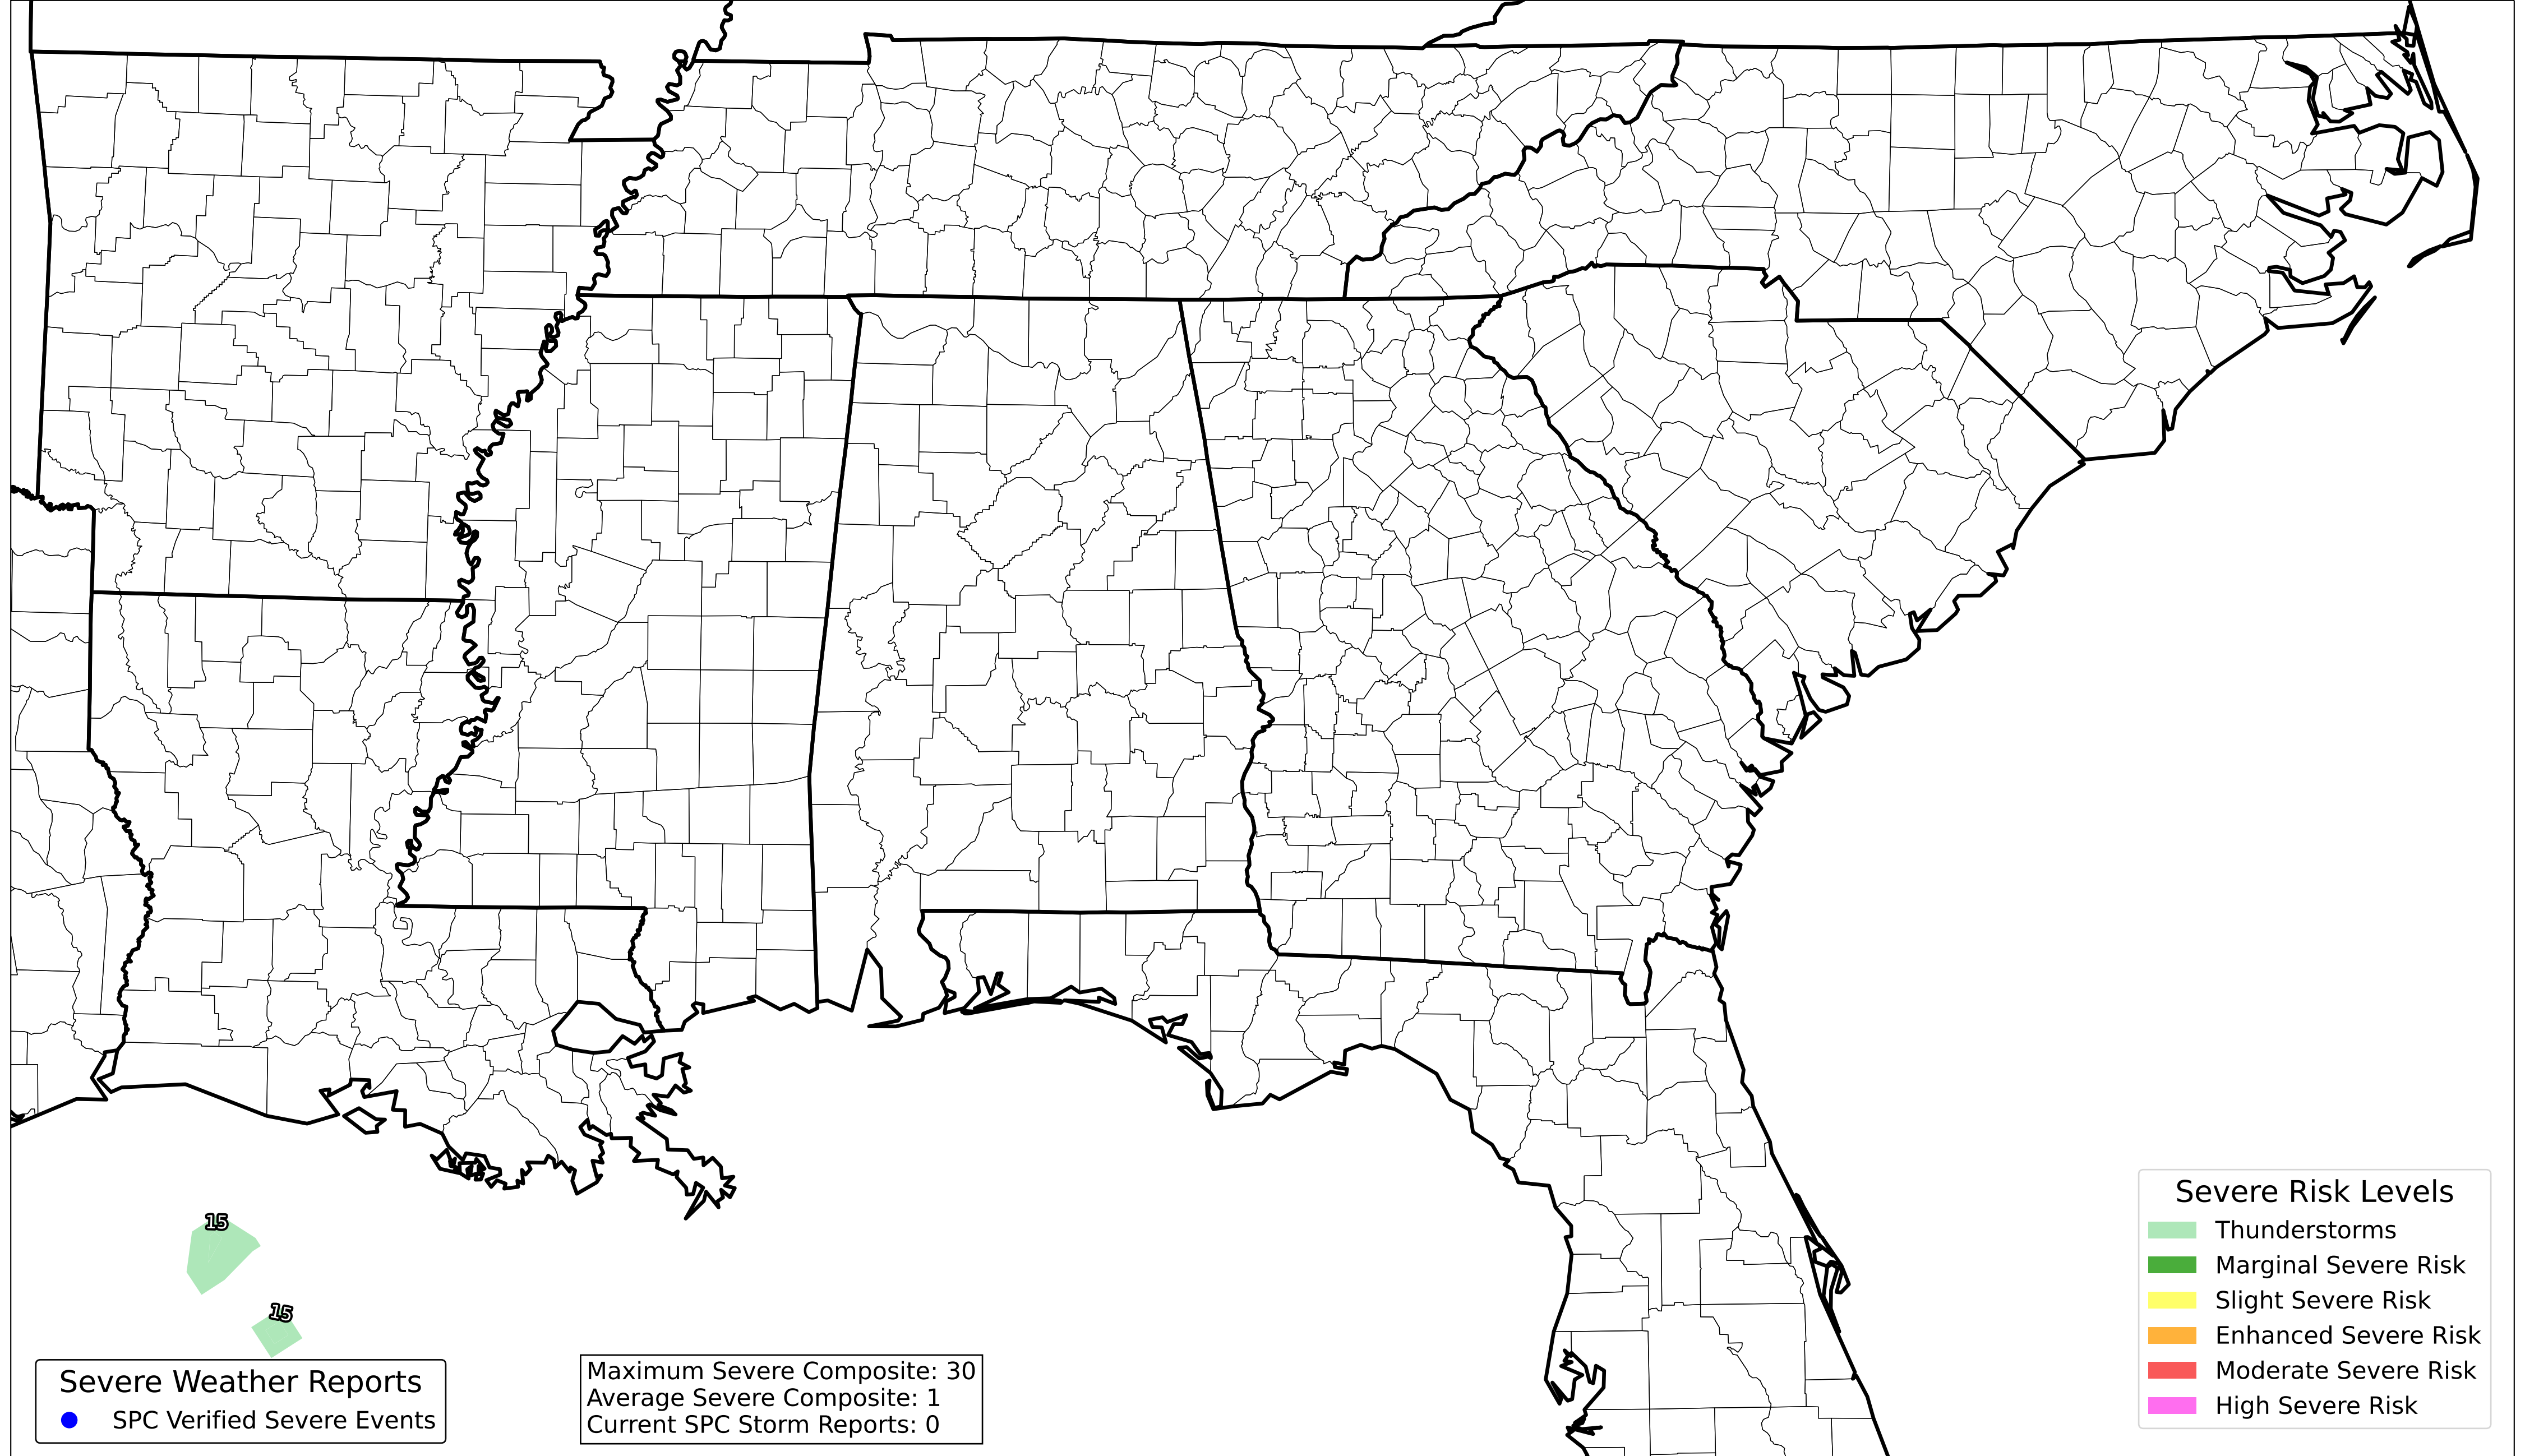 15
15
Severe Weather Reports
SPC Verified Severe Events
Maximum Severe Composite: 30
Average Severe Composite: 1
Current SPC Storm Reports: 0
Severe Risk Levels
Thunderstorms
Marginal Severe Risk
Slight Severe Risk
Enhanced Severe Risk
Moderate Severe Risk
High Severe Risk